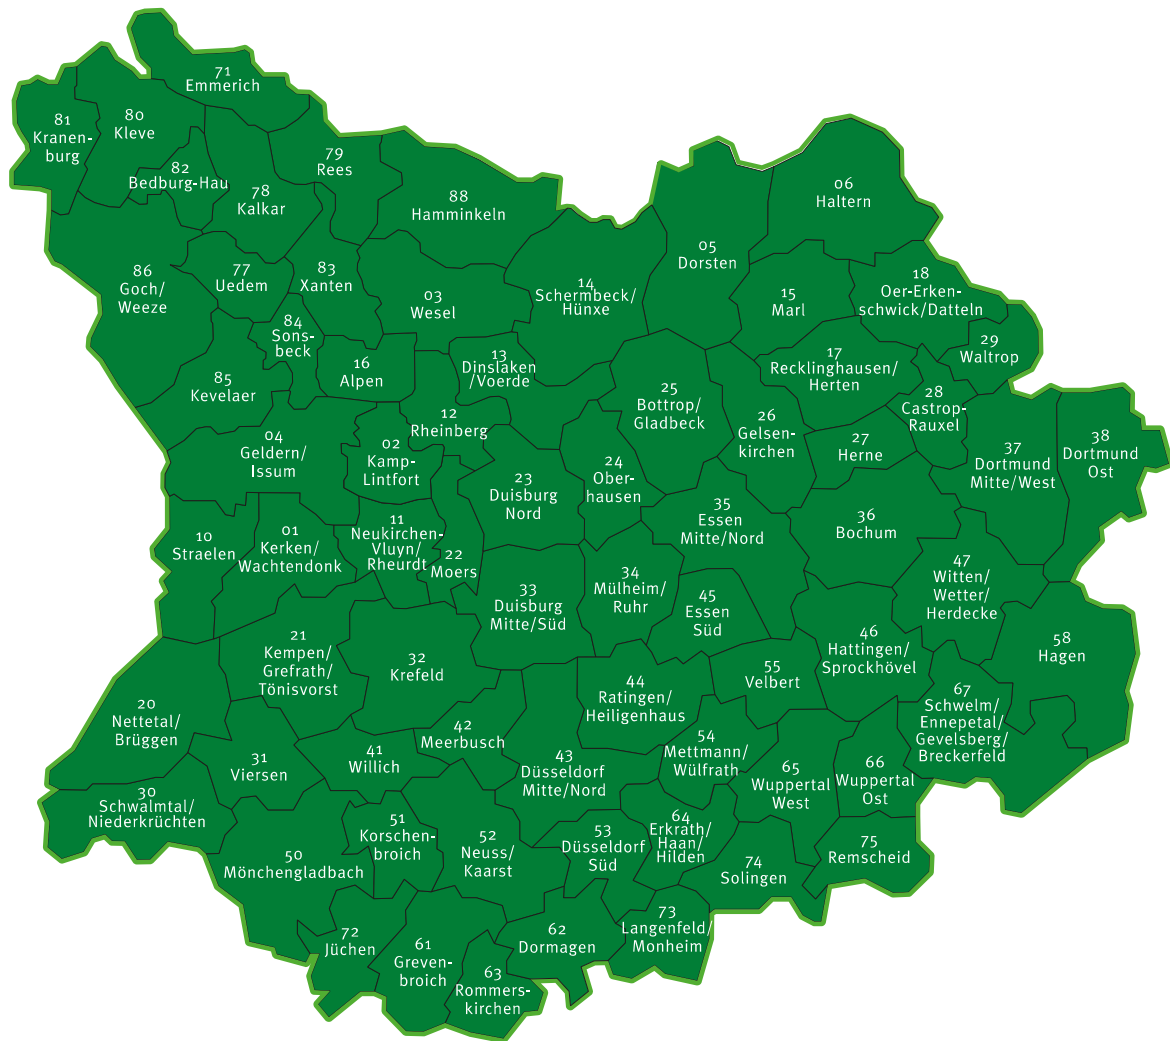 71
Emmerich
81
Kranen-
burg
80
Kleve
82
Bedburg-Hau
79
Rees
78
Kalkar
88
Hamminkeln
06
Haltern
05
Dorsten
86
Goch/
Weeze
77
Uedem
83
Xanten
03
Wesel
14
Schermbeck/
Hünxe
15
Marl
18
Oer-Erken-
schwick/Datteln
84
Sons-
beck
16
Alpen
13
Dinslaken
/Voerde
17
Recklinghausen/
Herten
29
Waltrop
85
Kevelaer
25
Bottrop/
Gladbeck
28
Castrop-
Rauxel
12
Rheinberg
26
Gelsen-
kirchen
04
Geldern/
Issum
02
Kamp-
Lintfort
27
Herne
37
Dortmund
Mitte/West
38
Dortmund
Ost
24
Ober-
hausen
23
Duisburg
Nord
35
Essen
Mitte/Nord
36
Bochum
10
Straelen
01
Kerken/
Wachtendonk
11
Neukirchen-
Vluyn/
Rheurdt
22
Moers
33
Duisburg
Mitte/Süd
34
Mülheim/
Ruhr
45
Essen
Süd
47
Witten/
Wetter/
Herdecke
21
Kempen/
Grefrath/
Tönisvorst
32
Krefeld
46
Hattingen/
Sprockhövel
58
Hagen
55
Velbert
44
Ratingen/
Heiligenhaus
67
Schwelm/
Ennepetal/
Gevelsberg/
Breckerfeld
20
Nettetal/
Brüggen
42
Meerbusch
54
Mettmann/
Wülfrath
31
Viersen
41
Willich
43
Düsseldorf
Mitte/Nord
65
Wuppertal
West
66
Wuppertal
Ost
30
Schwalmtal/
Niederkrüchten
51
Korschen-
broich
52
Neuss/
Kaarst
53
Düsseldorf
Süd
64
Erkrath/
Haan/
Hilden
75
Remscheid
50
Mönchengladbach
74
Solingen
72
Jüchen
61
Greven-
broich
62
Dormagen
73
Langenfeld/
Monheim
63
Rommers-
kirchen